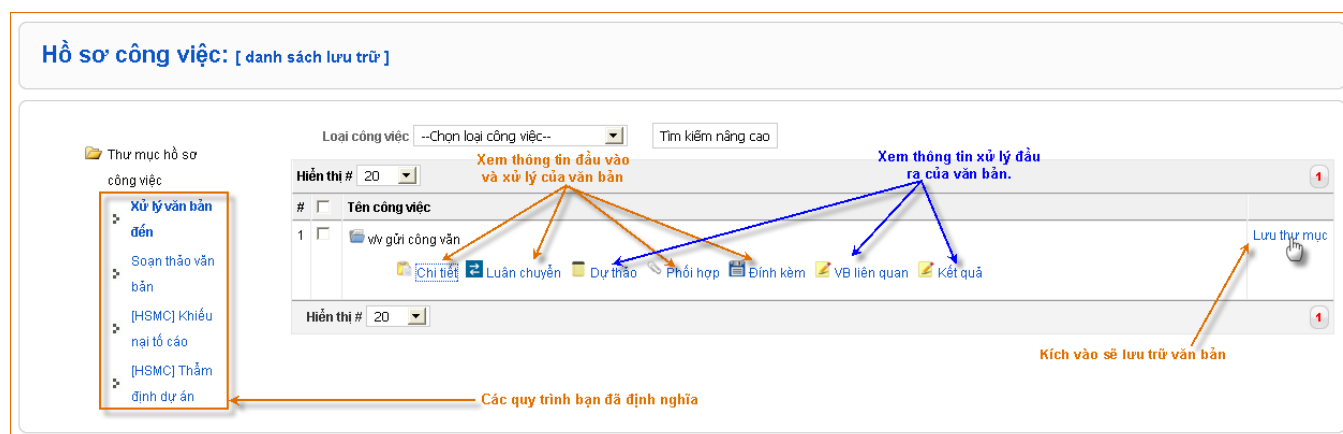 Hồ sơ công việc: [ danh sách lưu trữ ]
Thư mục hồ sơ
công việc
Xử lý văn bản
đến
Soạn thảo văn
bản
[HSMC] Khiếu
nại tố cáo
[HSMC] Thẩm
định dự án
Loại công việc --Chọn loại công việc-- Tìm kiếm nâng cao
Xem thông tin đầu vào
và xử lý của văn bản
Xem thông tin xử lý đầu
ra của văn bản.
Hiển thị # 20 1
# Tên công việc
1 v/v gửi công văn Lưu thư mục
Chi tiết Luân chuyển Dự thảo Phối hợp Đính kèm VB liên quan Kết quả
Hiển thị # 20 1
Kích vào sẽ lưu trữ văn bản
Các quy trình bạn đã định nghĩa